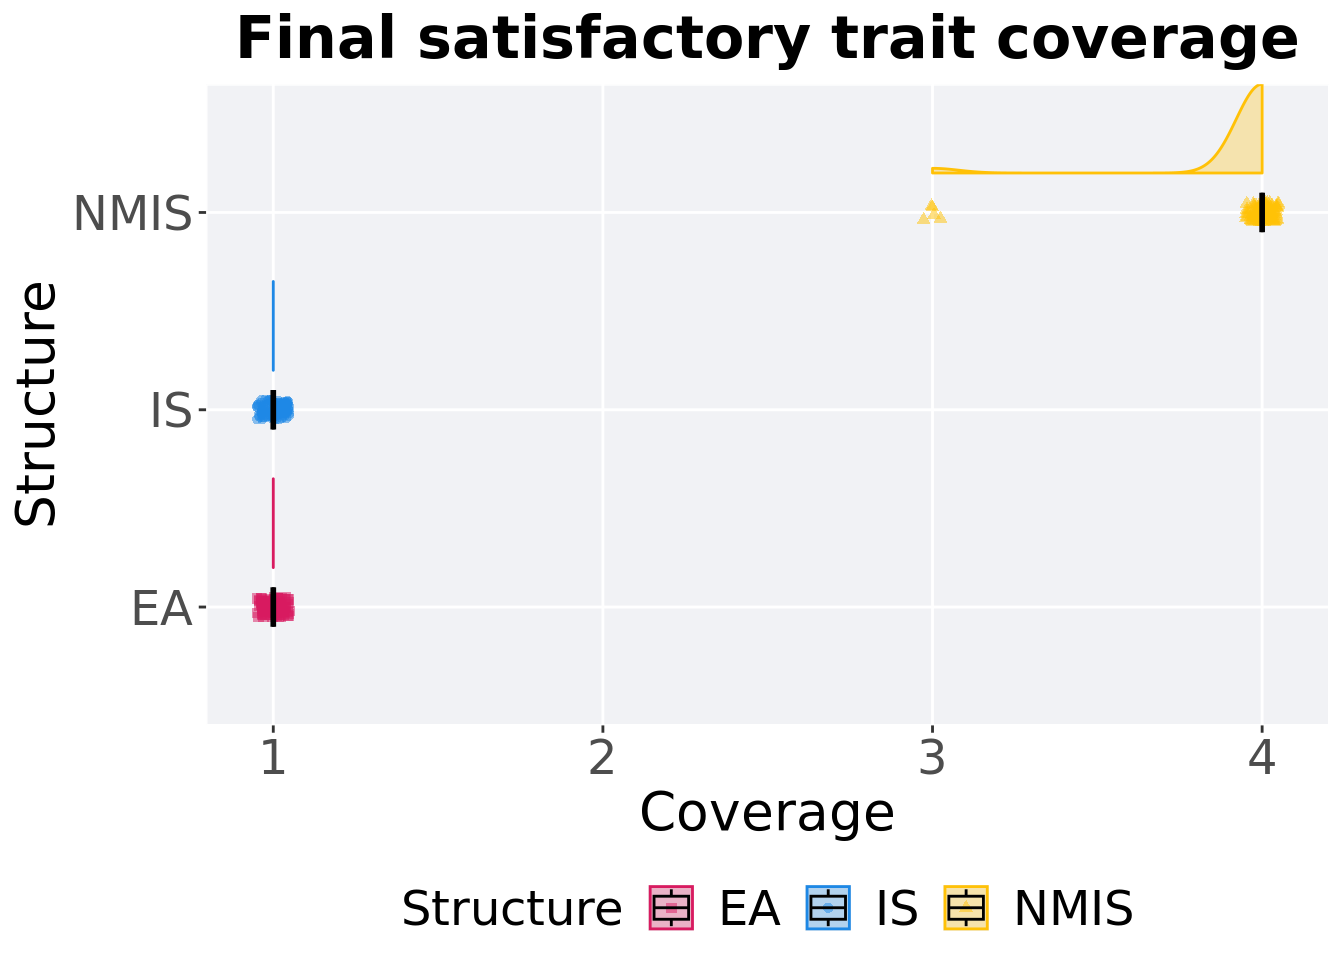 Final satisfactory trait coverage
Structure
NMIS
IS
EA
1 2 3 4
Coverage
Structure EA IS NMIS